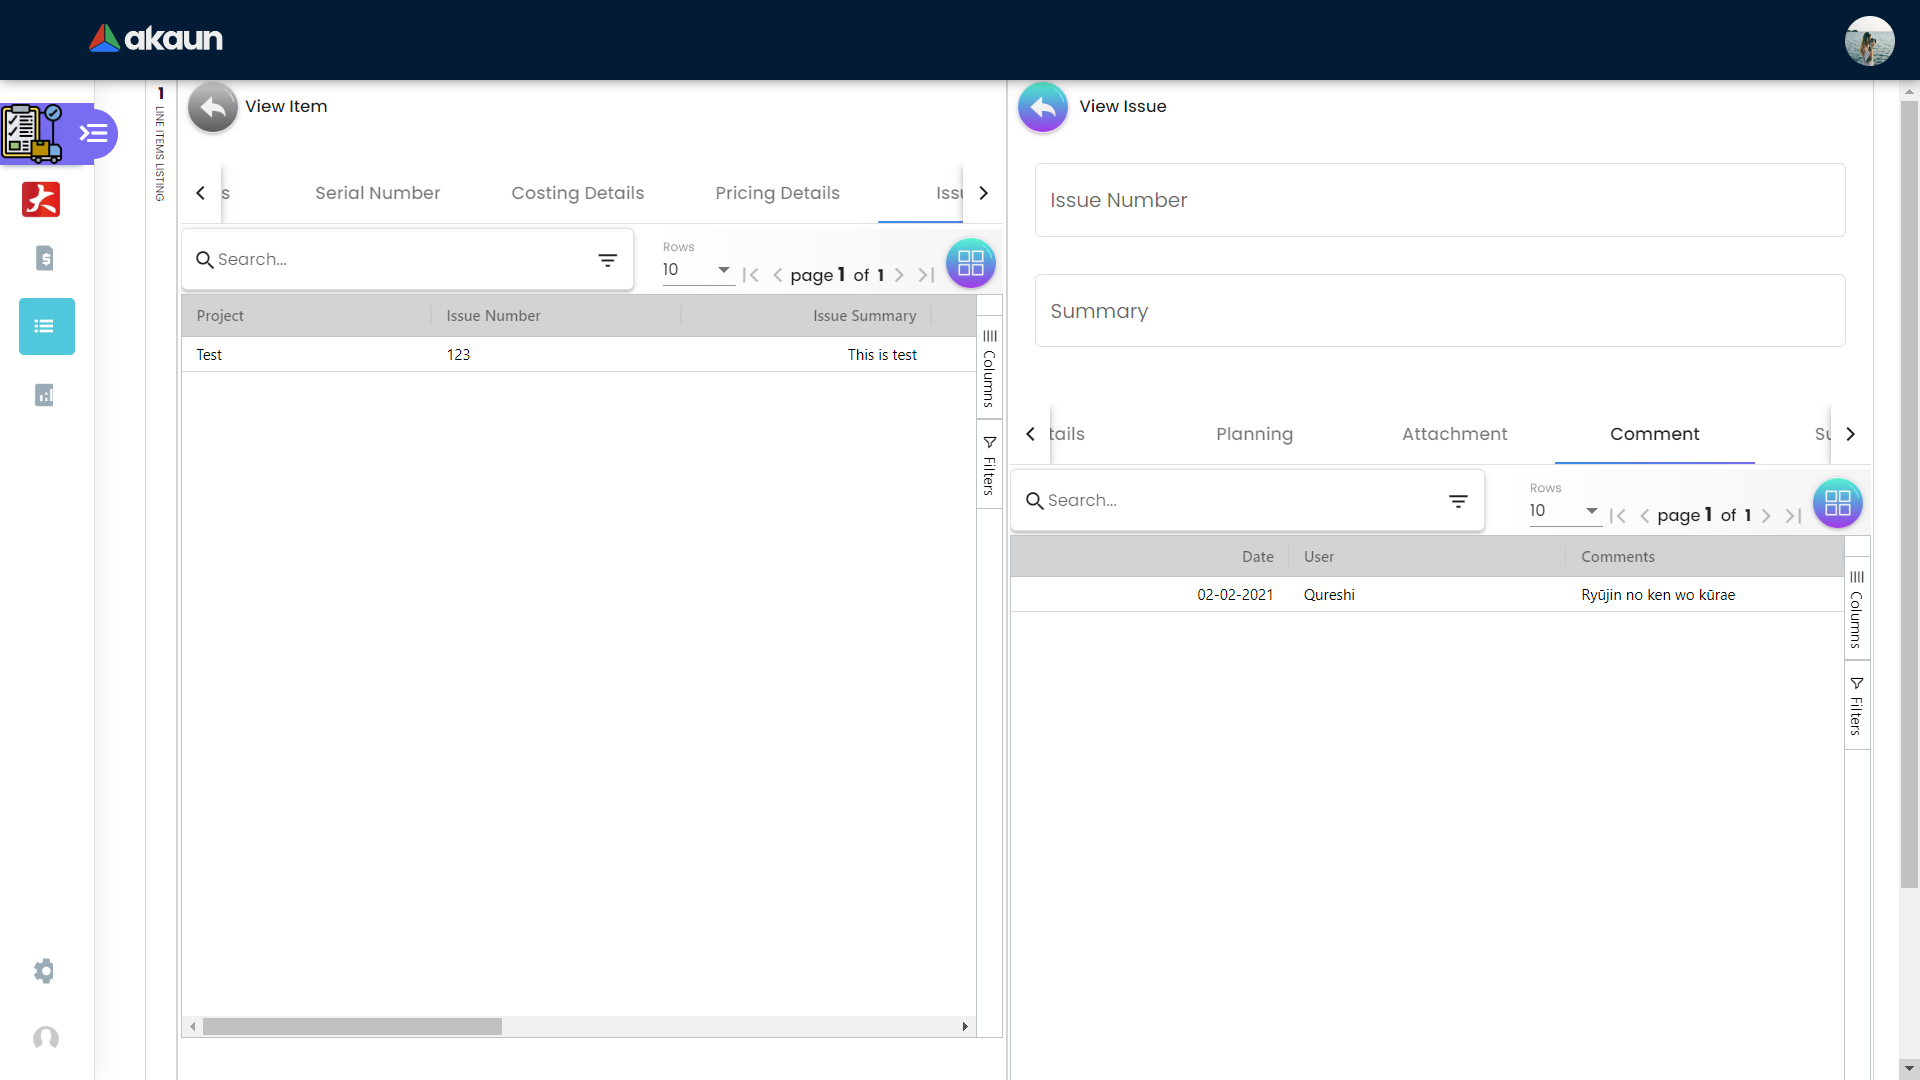 akaun
1
LINE ITEMS LISTING
View Item
s
Serial Number
Costing Details
Pricing Details
Issu
Search...
Rows
10
page 1 of 1
Project
Issue Number
Issue Summary
Test
123
This is test
Columns
Filters
View Issue
Issue Number
Summary
tails
Planning
Attachment
Comment
Su
Search...
Rows
10
page 1 of 1
Date
User
Comments
02-02-2021
Qureshi
Ryūjin no ken wo kūrae
Columns
Filters